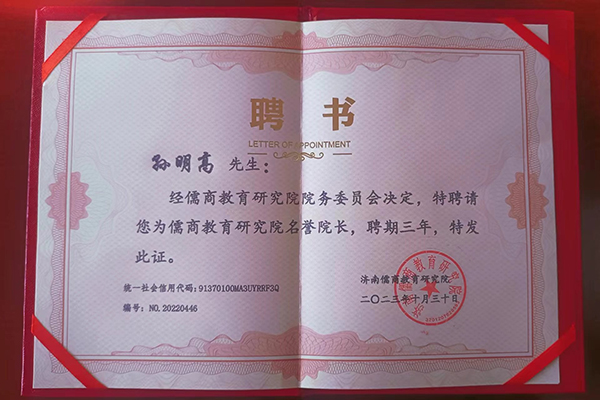 聘 书
LETTER OF APPOINTMENT
孙明高 先生：
经儒商教育研究院院务委员会决定，特聘请
您为儒商教育研究院名誉院长，聘期三年，特发
此证。
济南儒商教育研究院
统一社会信用代码：91370100MA3UYRRF3Q
二〇二三年十月三十日
编号：NO.20220446